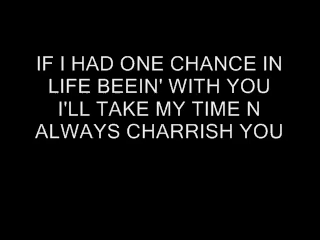 IF I HAD ONE CHANCE IN
LIFE BEEIN' WITH YOU
I'LL TAKE MY TIME N
ALWAYS CHARRISH YOU